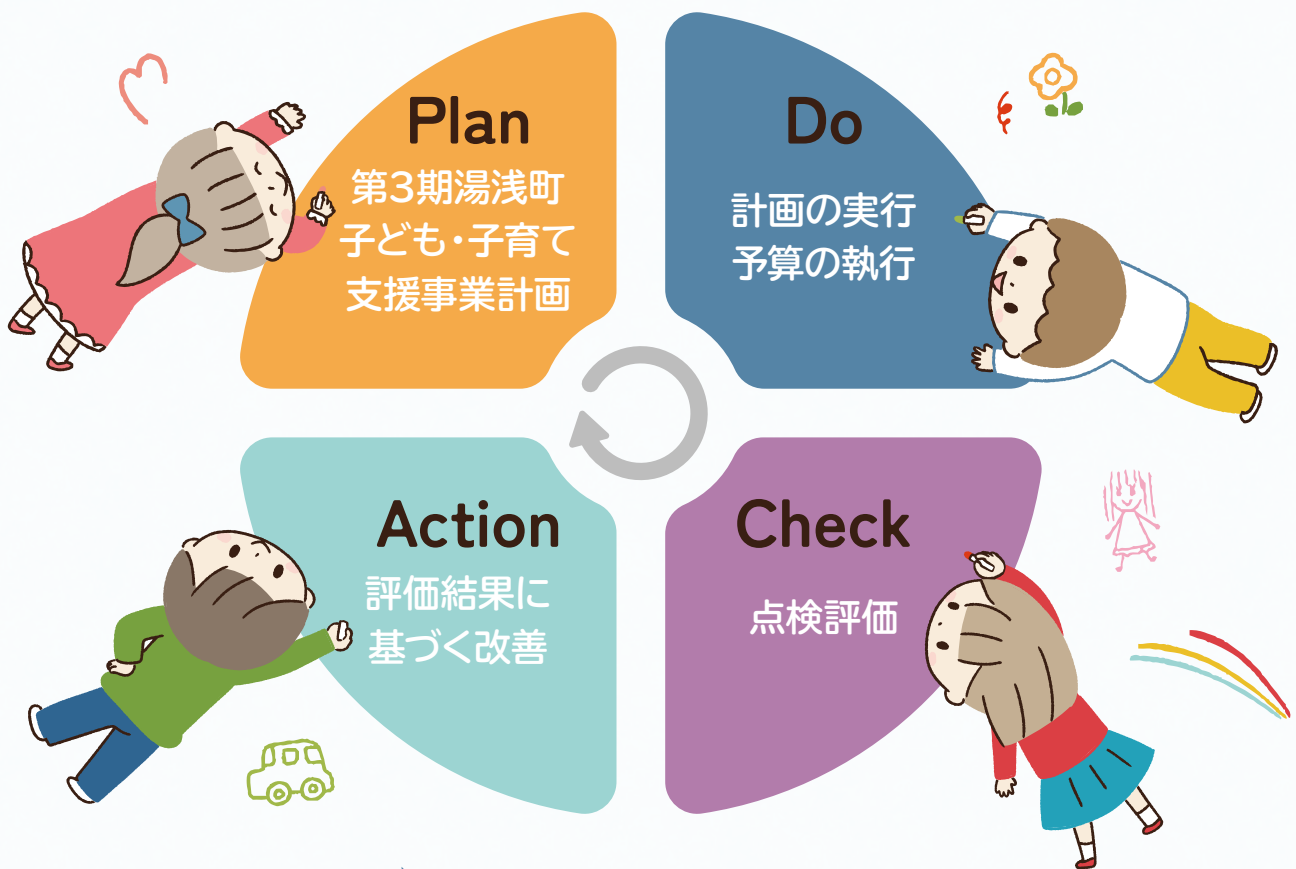 Plan
第3期湯浅町
子ども・子育て
支援事業計画
Do
計画の実行
予算の執行
Action
評価結果に
基づく改善
Check
点検評価